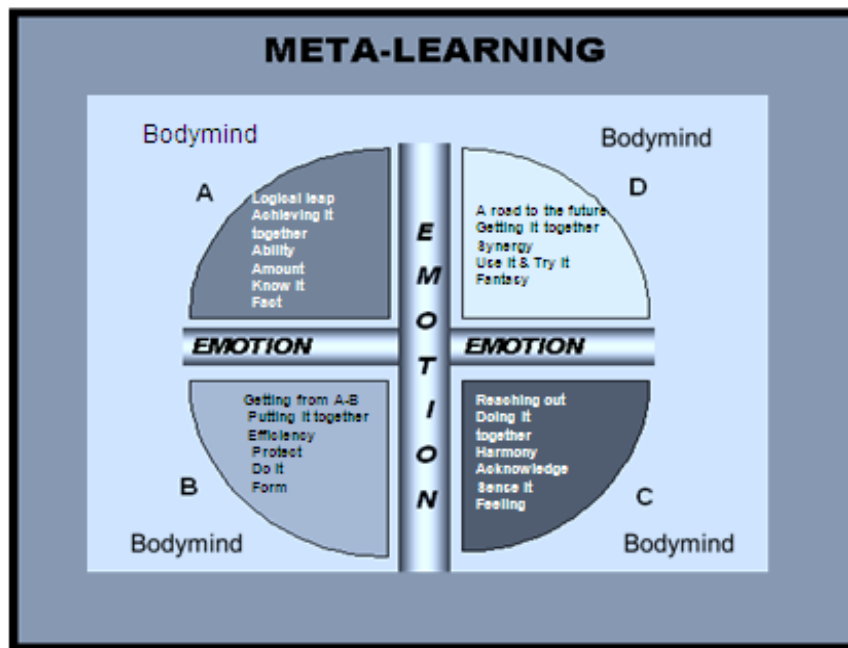 META-LEARNING
Bodymind
A
Logical leap
Achieving It
together
Ability
Amount
Know It
Fact
Bodymind
D
A road to the future
Getting It together
Synergy
Use It & Try It
Fantasy
EMOTION
EMOTION
EMOTION
Getting from A-B
Putting It together
Efficiency
Protect
Do It
Form
B
Bodymind
Reaching out
Doing It
together
Harmony
Acknowledge
Sense It
Feeling
C
Bodymind